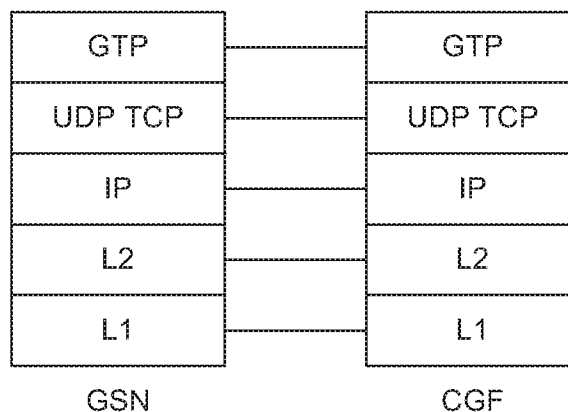 GTP GTP
UDP TCP UDP TCP
IP IP
L2 L2
L1 L1
GSN CGF